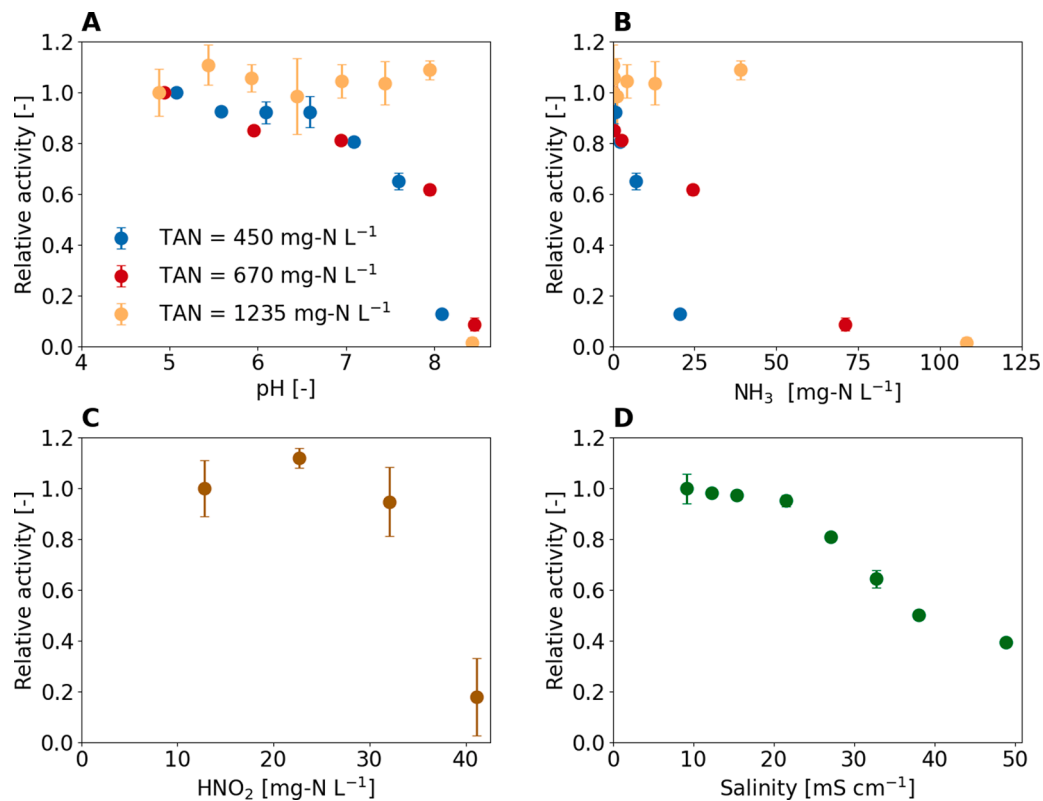 A
1.2
1.0
0.8
0.6
0.4
0.2
0.0
Relative activity [-]
TAN = 450 mg-N L⁻¹
TAN = 670 mg-N L⁻¹
TAN = 1235 mg-N L⁻¹
4 5 6 7 8
pH [-]
B
1.2
1.0
0.8
0.6
0.4
0.2
0.0
Relative activity [-]
0 25 50 75 100 125
NH₃ [mg-N L⁻¹]
C
1.2
1.0
0.8
0.6
0.4
0.2
0.0
Relative activity [-]
0 10 20 30 40
HNO₂ [mg-N L⁻¹]
D
1.2
1.0
0.8
0.6
0.4
0.2
0.0
Relative activity [-]
0 10 20 30 40 50
Salinity [mS cm⁻¹]